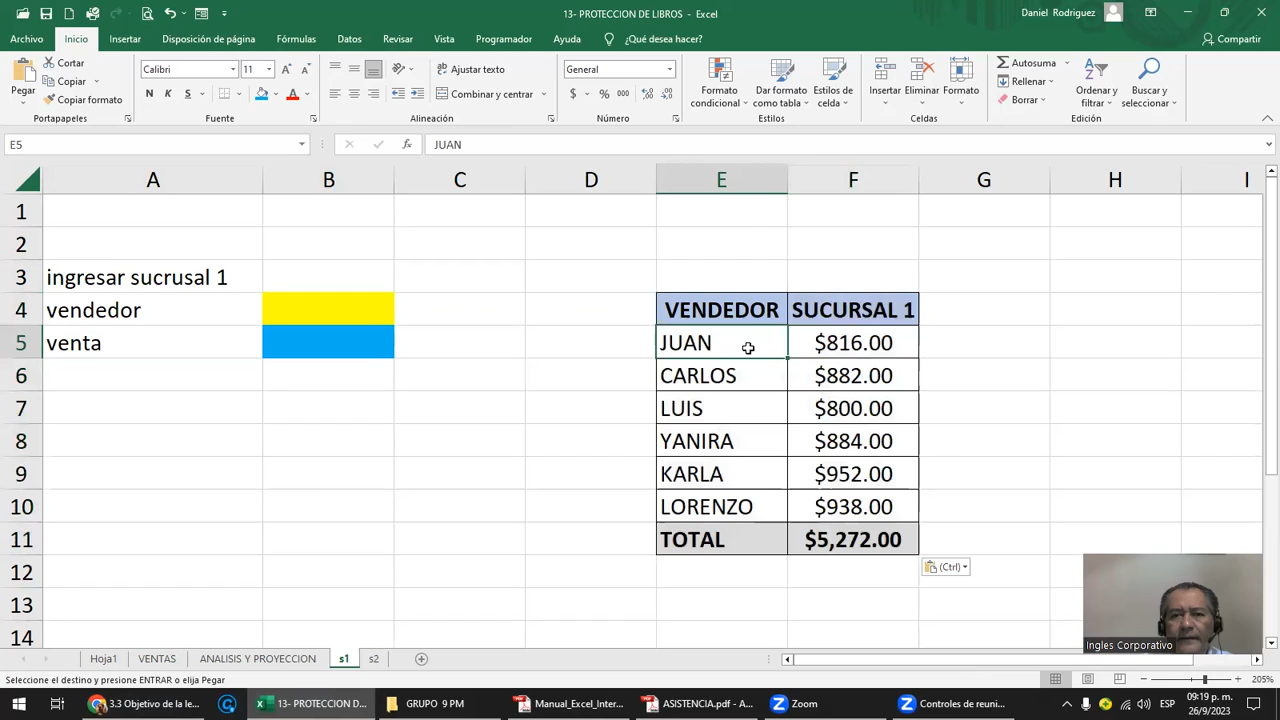 13- PROTECCION DE LIBROS - Excel
Daniel Rodriguez
Archivo Inicio Insertar Disposición de página Fórmulas Datos Revisar Vista Programador Ayuda ¿Qué desea hacer? Compartir
Pegar
Cortar
Copiar
Copiar formato
Portapapeles
Calibri 11
N K S
Fuente
Ajustar texto
Combinar y centrar
Alineación
General
$ % 000
Número
Formato condicional
Dar formato como tabla
Estilos de celda
Estilos
Insertar Eliminar Formato
Celdas
Autosuma
Rellenar
Borrar
Ordenar y filtrar
Buscar y seleccionar
Edición
E5 fx JUAN
A B C D E F G H I
1
2
3 ingresar sucrusal 1
4 vendedor VENDEDOR SUCURSAL 1
5 venta JUAN $816.00
6 CARLOS $882.00
7 LUIS $800.00
8 YANIRA $884.00
9 KARLA $952.00
10 LORENZO $938.00
11 TOTAL $5,272.00
12 (Ctrl)
13
14
Ingles Corporativo
Hoja1 VENTAS ANALISIS Y PROYECCION s1 s2
Seleccione el destino y presione ENTRAR o elija Pegar 205%
3.3 Objetivo de la le... 13- PROTECCION D... GRUPO 9 PM Manual_Excel_Inter... ASISTENCIA.pdf - A... Zoom Controles de reuni... ESP 09:19 p. m.
26/9/2023